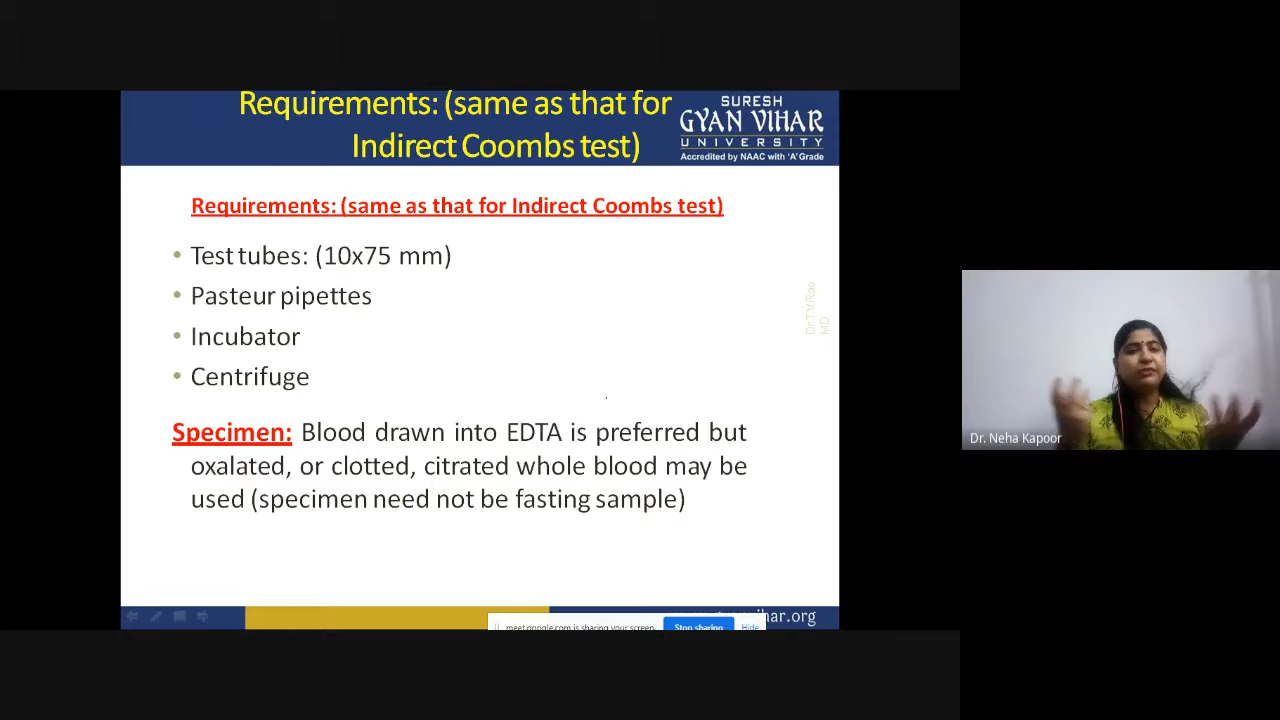 Requirements: (same as that for
Indirect Coombs test)
SURESH
GYAN VIHAR
UNIVERSITY
Accredited by NAAC with 'A' Grade
Requirements: (same as that for Indirect Coombs test)
• Test tubes: (10x75 mm)
• Pasteur pipettes
• Incubator
• Centrifuge
Dr.T.V.Rao
MD
Specimen: Blood drawn into EDTA is preferred but
oxalated, or clotted, citrated whole blood may be
used (specimen need not be fasting sample)
Dr. Neha Kapoor
har.org
meet.google.com is sharing your screen.
Stop sharing
Hide